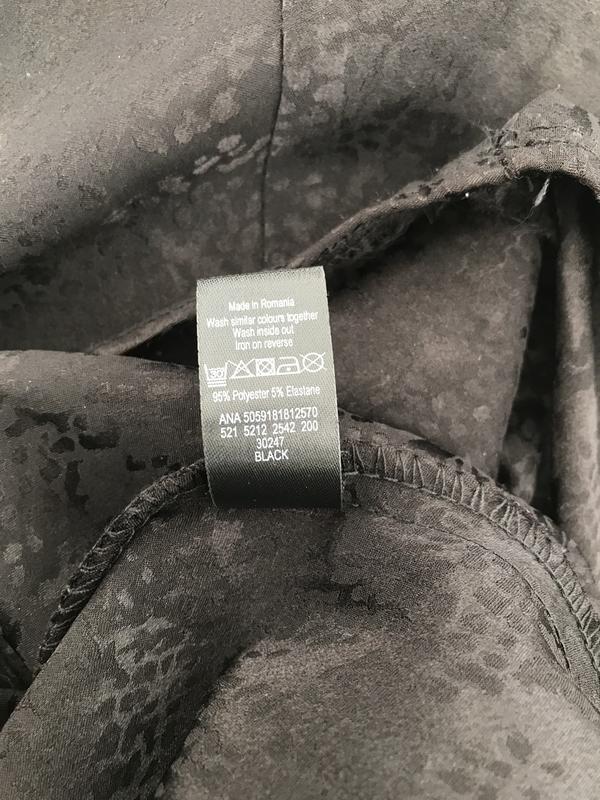 Made in Romania
Wash similar colours together
Wash inside out
Iron on reverse
30°
95% Polyester 5% Elastane
ANA 5059181812570
521 5212 2542 200
30247
BLACK